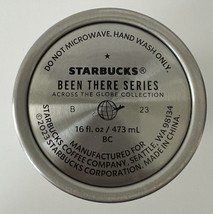 DO NOT MICROWAVE. HAND WASH ONLY.
STARBUCKS®
BEEN THERE SERIES
ACROSS THE GLOBE COLLECTION
B 23
16 fl. oz / 473 mL
BC
MANUFACTURED FOR
STARBUCKS COFFEE COMPANY, SEATTLE, WA 98134
©2023 STARBUCKS CORPORATION. MADE IN CHINA.